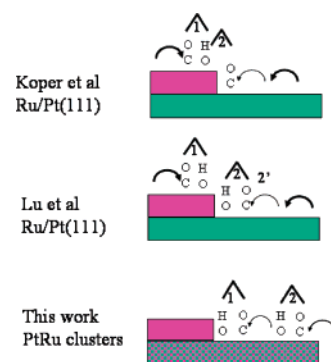 1
O H 2
C O O
C
Koper et al
Ru/Pt(111)
1
O H 2 2'
C O H O
O C
Lu et al
Ru/Pt(111)
1 2
H O H O
O C O C
This work
PtRu clusters